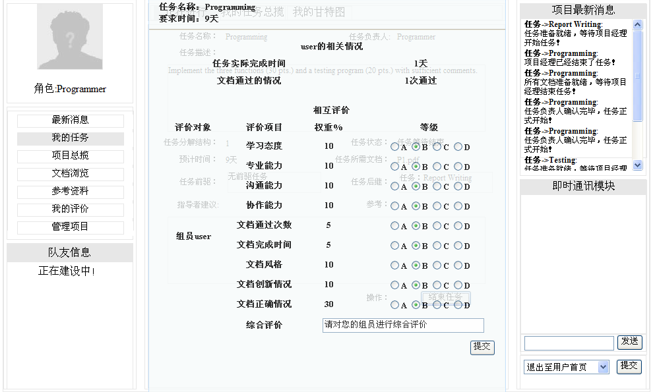 角色:Programmer
最新消息
我的任务
项目总揽
文档浏览
参考资料
我的评价
管理项目
队友信息
正在建设中!
任务名称: Programming
要求时间: 9天
我的任务总揽 我的甘特图
任务名称: Programming 任务负责人: Programmer
任务描述:
user的相关情况
任务实际完成时间 1天
Implement the three functions (30 pts.) and a testing program (20 pts.) with sufficient comments.
文档通过的情况 1次通过
相互评价
评价对象 评价项目 权重% 等级
任务分解结构: 1 任务状态:
学习态度 10 A B C D
预计时间: 9天 任务所需文档: P1.pdf
专业能力 10 A B C D
任务前驱: 无前驱任务 任务后继: 任务: Report Writing
沟通能力 10 A B C D
指导者建议: 参考:
协作能力 10 A B C D
组员user
文档通过次数 5 A B C D
文档完成时间 5 A B C D
文档风格 10 A B C D
文档创新情况 10 A B C D
操作: 结束任务
文档正确情况 30 A B C D
综合评价 请对您的组员进行综合评价
提交
项目最新消息
任务->Report Writing:
任务准备就绪,等待项目经理开始任务!
任务->Programming:
项目经理已经结束了任务!
任务->Programming:
所有文档准备就绪,等待项目经理结束任务!
任务->Programming:
任务负责人确认完毕,任务正式开始!
任务->Programming:
任务负责人确认完毕,任务正式开始!
任务->Testing:
任务准备就绪,等待项目经理
即时通讯模块
发送
退出至用户首页 提交